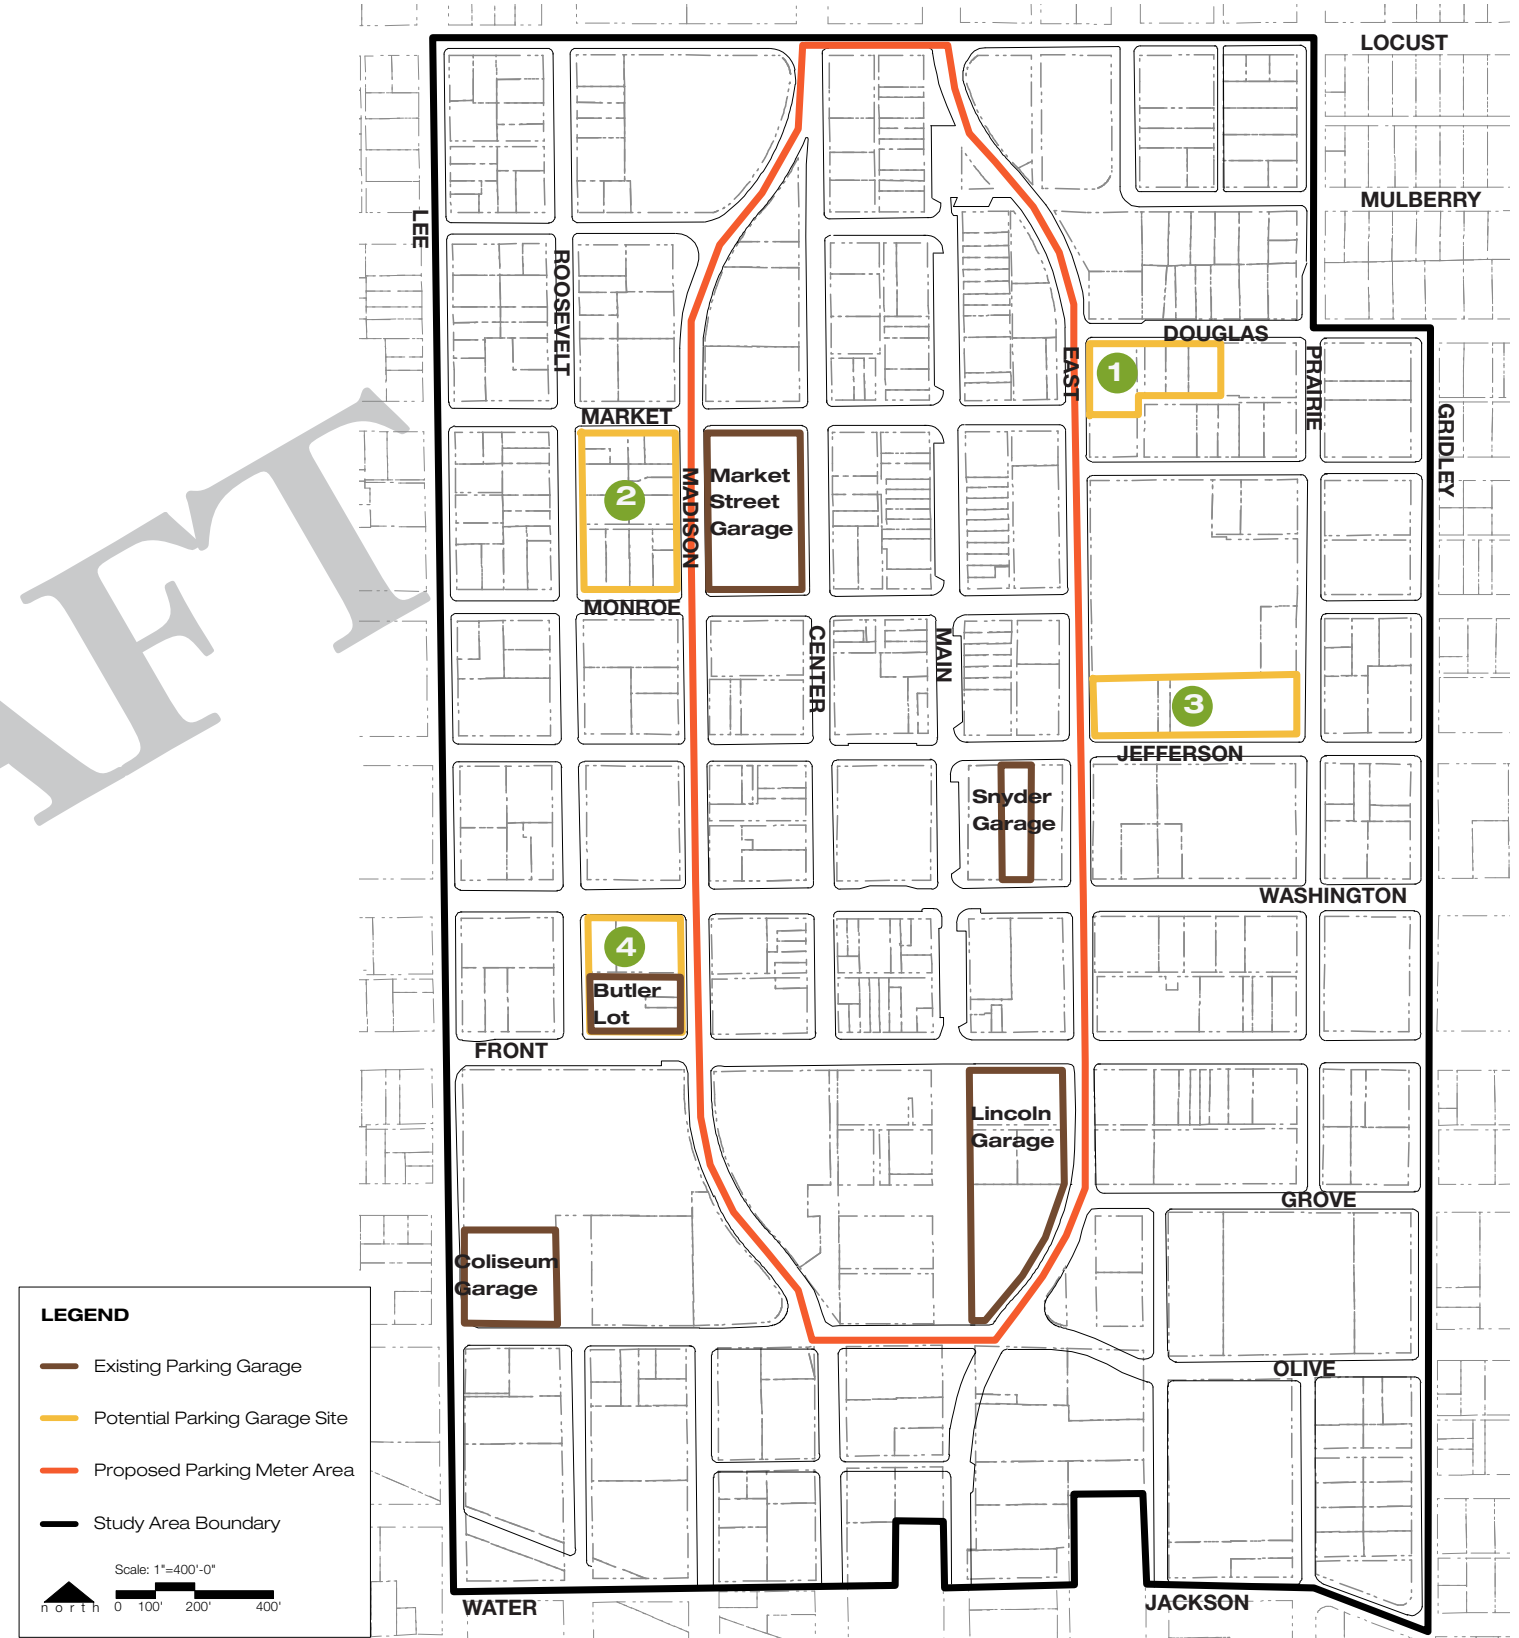 LOCUST
MULBERRY
LEE
ROOSEVELT
DOUGLAS
EAST
1
PRAIRIE
GRIDLEY
MARKET
2
MADISON
Market
Street
Garage
MONROE
CENTER
MAIN
3
JEFFERSON
Snyder
Garage
WASHINGTON
4
Butler
Lot
FRONT
Lincoln
Garage
GROVE
Coliseum
Garage
OLIVE
WATER
JACKSON
AFT
LEGEND
Existing Parking Garage
Potential Parking Garage Site
Proposed Parking Meter Area
Study Area Boundary
Scale: 1"=400'-0"
north 0 100' 200' 400'